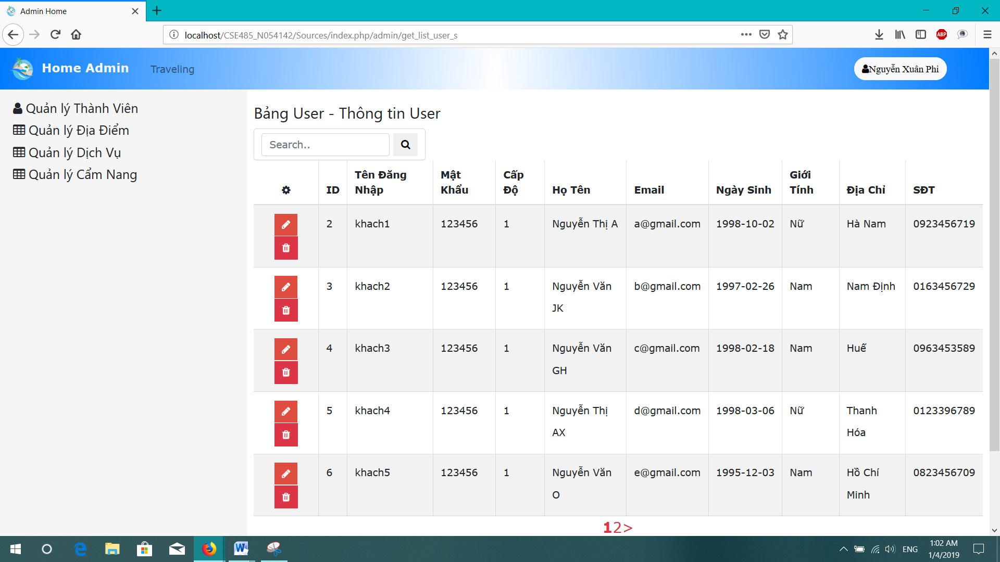 Admin Home
localhost/CSE485_N054142/Sources/index.php/admin/get_list_user_s
ABP
Home Admin Traveling Nguyễn Xuân Phi
Quản lý Thành Viên
Quản lý Địa Điểm
Quản lý Dịch Vụ
Quản lý Cẩm Nang
Bảng User - Thông tin User
Search..
ID Tên Đăng Nhập Mật Khẩu Cấp Độ Họ Tên Email Ngày Sinh Giới Tính Địa Chỉ SĐT
2 khach1 123456 1 Nguyễn Thị A a@gmail.com 1998-10-02 Nữ Hà Nam 0923456719
3 khach2 123456 1 Nguyễn Văn JK b@gmail.com 1997-02-26 Nam Nam Định 0163456729
4 khach3 123456 1 Nguyễn Văn GH c@gmail.com 1998-02-18 Nam Huế 0963453589
5 khach4 123456 1 Nguyễn Thị AX d@gmail.com 1998-03-06 Nữ Thanh Hóa 0123396789
6 khach5 123456 1 Nguyễn Văn O e@gmail.com 1995-12-03 Nam Hồ Chí Minh 0823456709
12>
ENG
1:02 AM
1/4/2019